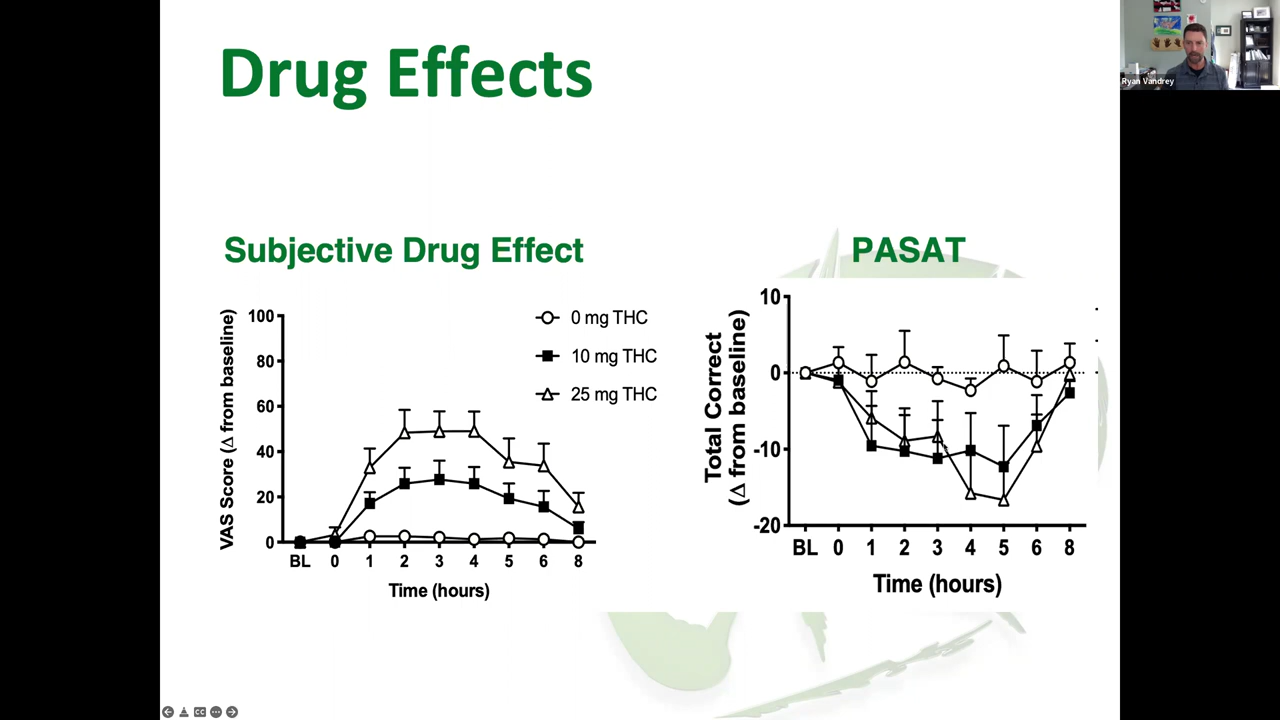 Drug Effects
Ryan Vandrey
Subjective Drug Effect
VAS Score (Δ from baseline)
100
80
60
40
20
0
0 mg THC
10 mg THC
25 mg THC
BL 0 1 2 3 4 5 6 8
Time (hours)
PASAT
Total Correct
(Δ from baseline)
10
0
-10
-20
BL 0 1 2 3 4 5 6 8
Time (hours)
CC